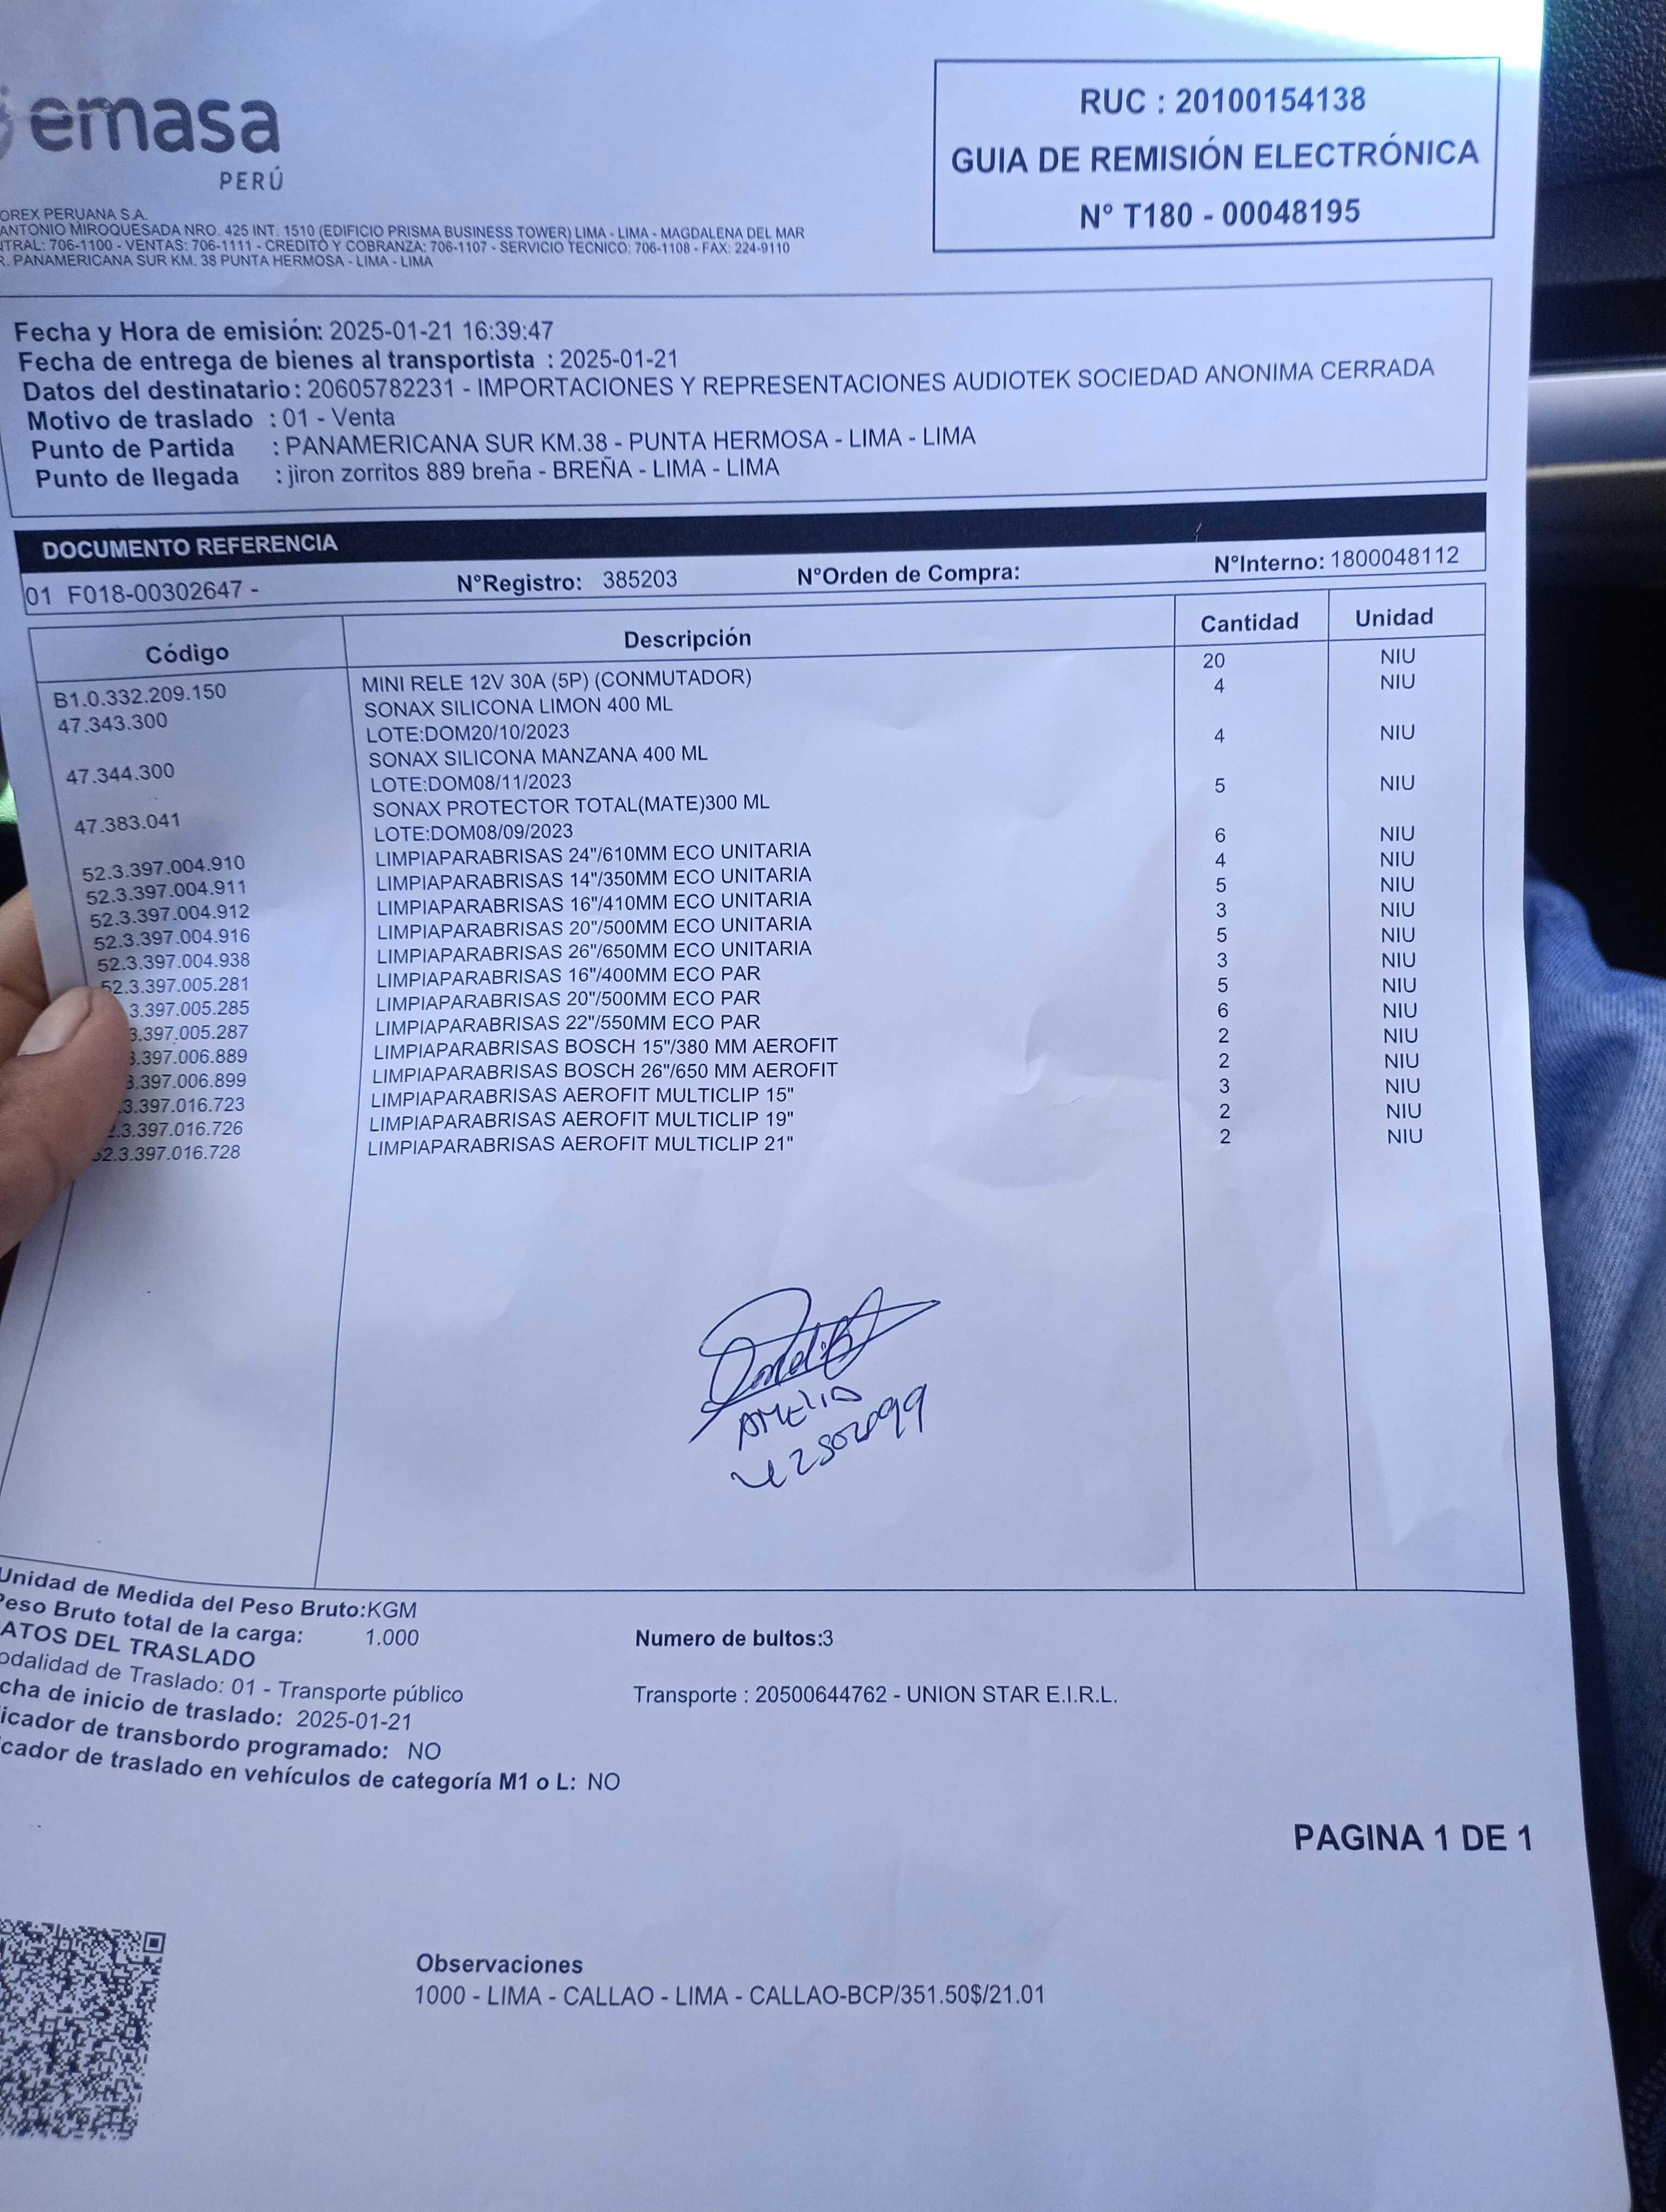 emasa
PERÚ
RUC : 20100154138
GUIA DE REMISIÓN ELECTRÓNICA
N° T180 - 00048195
OREX PERUANA S.A.
ANTONIO MIROQUESADA NRO. 425 INT. 1510 (EDIFICIO PRISMA BUSINESS TOWER) LIMA - LIMA - MAGDALENA DEL MAR
NTRAL: 706-1100 - VENTAS: 706-1111 - CREDITO Y COBRANZA: 706-1107 - SERVICIO TECNICO: 706-1108 - FAX: 224-9110
R. PANAMERICANA SUR KM. 38 PUNTA HERMOSA - LIMA - LIMA
Fecha y Hora de emisión: 2025-01-21 16:39:47
Fecha de entrega de bienes al transportista : 2025-01-21
Datos del destinatario : 20605782231 - IMPORTACIONES Y REPRESENTACIONES AUDIOTEK SOCIEDAD ANONIMA CERRADA
Motivo de traslado : 01 - Venta
Punto de Partida : PANAMERICANA SUR KM.38 - PUNTA HERMOSA - LIMA - LIMA
Punto de llegada : jiron zorritos 889 breña - BREÑA - LIMA - LIMA
DOCUMENTO REFERENCIA
01 F018-00302647 - N°Registro: 385203 N°Orden de Compra: N°Interno: 1800048112
Código Descripción Cantidad Unidad
B1.0.332.209.150 MINI RELE 12V 30A (5P) (CONMUTADOR) 20 NIU
47.343.300 SONAX SILICONA LIMON 400 ML 4 NIU
LOTE:DOM20/10/2023
47.344.300 SONAX SILICONA MANZANA 400 ML 4 NIU
LOTE:DOM08/11/2023
47.383.041 SONAX PROTECTOR TOTAL(MATE)300 ML 5 NIU
LOTE:DOM08/09/2023
52.3.397.004.910 LIMPIAPARABRISAS 24"/610MM ECO UNITARIA 6 NIU
52.3.397.004.911 LIMPIAPARABRISAS 14"/350MM ECO UNITARIA 4 NIU
52.3.397.004.912 LIMPIAPARABRISAS 16"/410MM ECO UNITARIA 5 NIU
52.3.397.004.916 LIMPIAPARABRISAS 20"/500MM ECO UNITARIA 3 NIU
52.3.397.004.938 LIMPIAPARABRISAS 26"/650MM ECO UNITARIA 5 NIU
52.3.397.005.281 LIMPIAPARABRISAS 16"/400MM ECO PAR 3 NIU
3.397.005.285 LIMPIAPARABRISAS 20"/500MM ECO PAR 5 NIU
3.397.005.287 LIMPIAPARABRISAS 22"/550MM ECO PAR 6 NIU
3.397.006.889 LIMPIAPARABRISAS BOSCH 15"/380 MM AEROFIT 2 NIU
3.397.006.899 LIMPIAPARABRISAS BOSCH 26"/650 MM AEROFIT 2 NIU
.3.397.016.723 LIMPIAPARABRISAS AEROFIT MULTICLIP 15" 3 NIU
2.3.397.016.726 LIMPIAPARABRISAS AEROFIT MULTICLIP 19" 2 NIU
52.3.397.016.728 LIMPIAPARABRISAS AEROFIT MULTICLIP 21" 2 NIU
Unidad de Medida del Peso Bruto:KGM
Peso Bruto total de la carga: 1.000 Numero de bultos:3
ATOS DEL TRASLADO
odalidad de Traslado: 01 - Transporte público Transporte : 20500644762 - UNION STAR E.I.R.L.
cha de inicio de traslado: 2025-01-21
icador de transbordo programado: NO
cador de traslado en vehículos de categoría M1 o L: NO
PAGINA 1 DE 1
Observaciones
1000 - LIMA - CALLAO - LIMA - CALLAO-BCP/351.50$/21.01